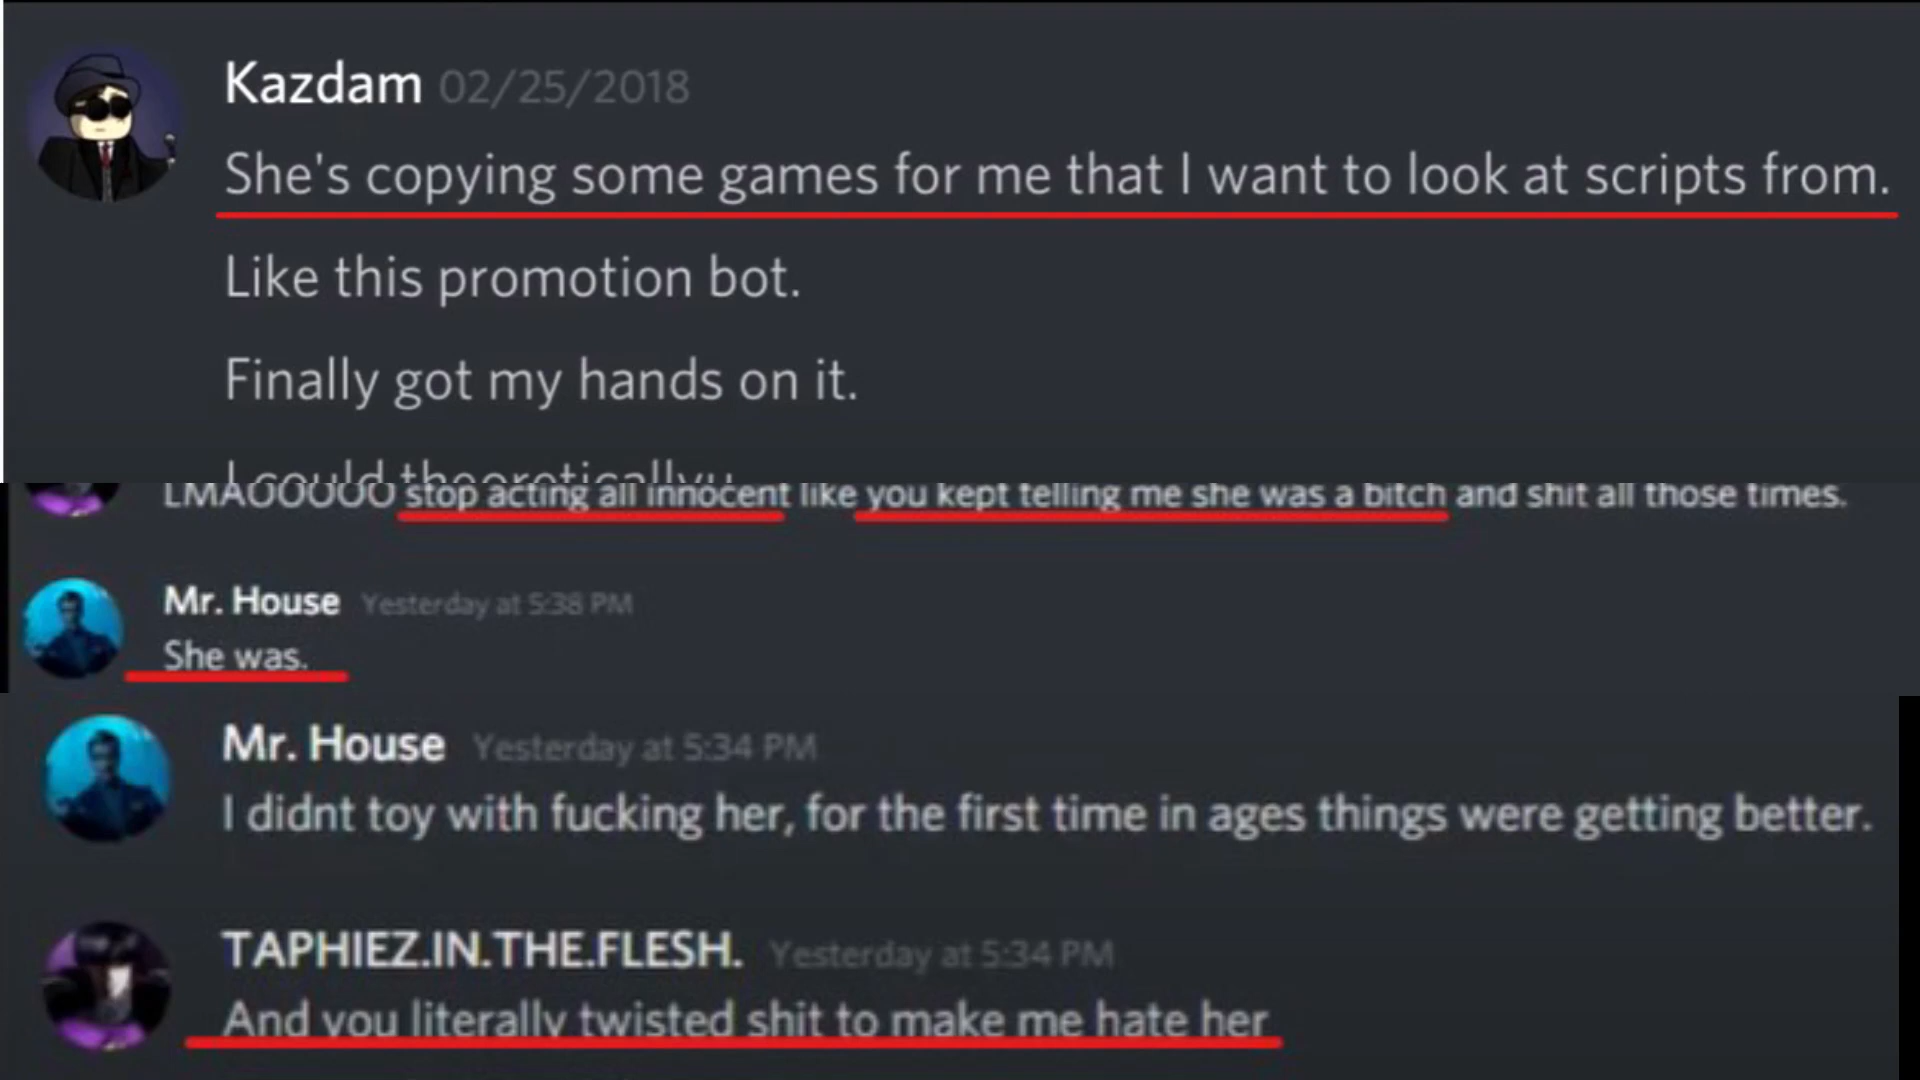 Kazdam 02/25/2018
She's copying some games for me that I want to look at scripts from.
Like this promotion bot.
Finally got my hands on it.
I could theoretically
LMAOOOOO stop acting all innocent like you kept telling me she was a bitch and shit all those times.
Mr. House Yesterday at 5:38 PM
She was.
Mr. House Yesterday at 5:34 PM
I didnt toy with fucking her, for the first time in ages things were getting better.
TAPHIEZ.IN.THE.FLESH. Yesterday at 5:34 PM
And you literally twisted shit to make me hate her